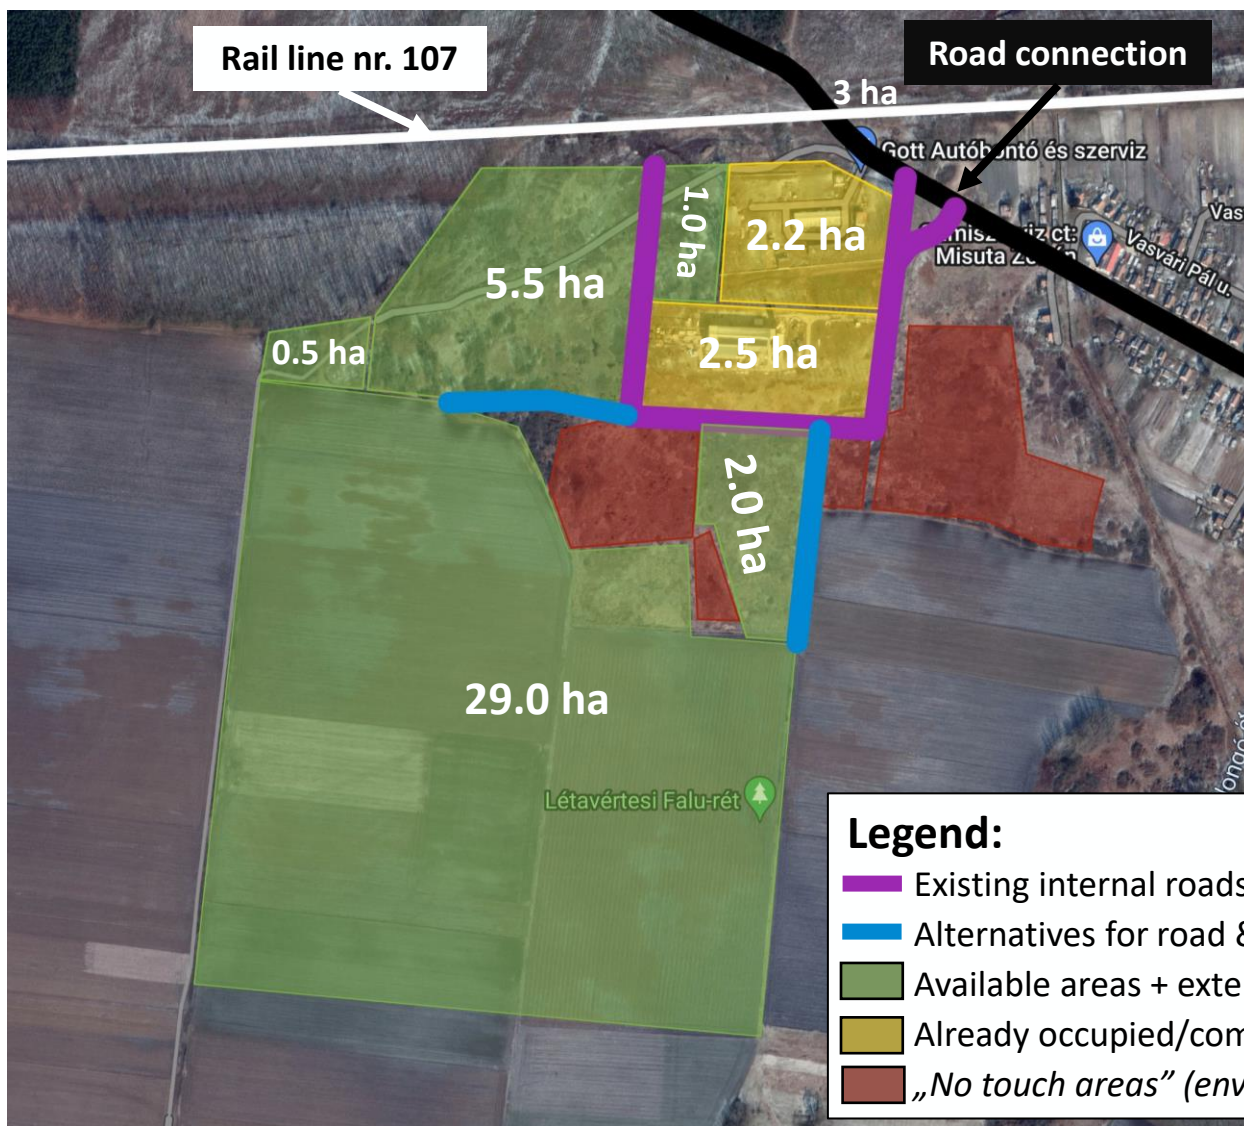 Rail line nr. 107
Road connection
3 ha
Gott Autóbontó és szerviz
1.0 ha
2.2 ha
Misuta
Vasvári Pál u.
5.5 ha
0.5 ha
2.5 ha
2.0 ha
29.0 ha
Létavértesi Falu-rét
Legend:
Existing internal roads
Alternatives for road &
Available areas + exte
Already occupied/com
„No touch areas” (env